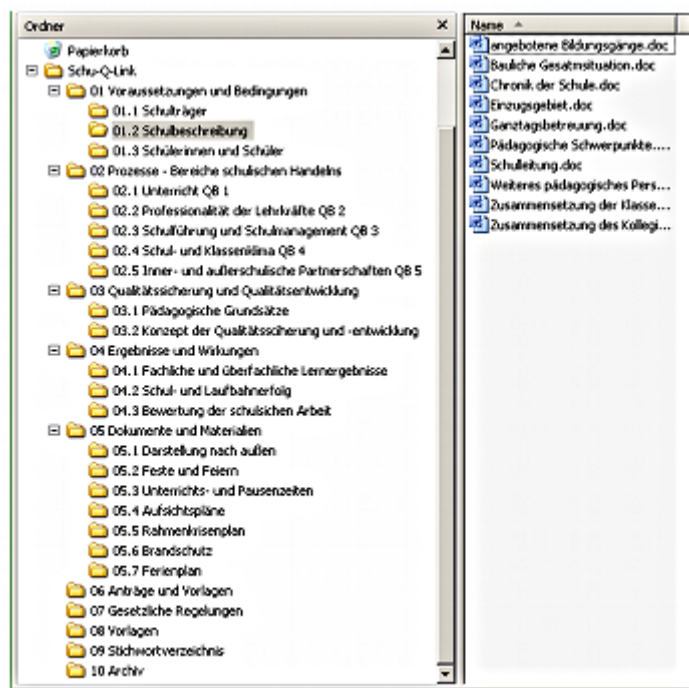 Ordner
Papierkorb
Schu-Q-Link
01 Voraussetzungen und Bedingungen
01.1 Schulträger
01.2 Schulbeschreibung
01.3 Schülerinnen und Schüler
02 Prozesse - Bereiche schulischen Handelns
02.1 Unterricht QB 1
02.2 Professionalität der Lehrkräfte QB 2
02.3 Schulführung und Schulmanagement QB 3
02.4 Schul- und Klassenklima QB 4
02.5 Inner- und außerschulische Partnerschaften QB 5
03 Qualitätssicherung und Qualitätsentwicklung
03.1 Pädagogische Grundsätze
03.2 Konzept der Qualitätssciherung und -entwicklung
04 Ergebnisse und Wirkungen
04.1 Fachliche und überfachliche Lernergebnisse
04.2 Schul- und Laufbahnerfolg
04.3 Bewertung der schulsichen Arbeit
05 Dokumente und Materialien
05.1 Darstellung nach außen
05.2 Feste und Feiern
05.3 Unterrichts- und Pausenzeiten
05.4 Aufsichtspläne
05.5 Rahmenkrisenplan
05.6 Brandschutz
05.7 Ferienplan
06 Anträge und Vorlagen
07 Gesetzliche Regelungen
08 Vorlagen
09 Stichwortverzeichnis
10 Archiv
Name
angebotene Bildungsgänge.doc
Bauliche Gesatmsituation.doc
Chronik der Schule.doc
Einzugsgebiet.doc
Ganztagsbetreuung.doc
Pädagogische Schwerpunkte....
Schulleitung.doc
Weiteres pädagogisches Pers...
Zusammensetzung der Klasse...
Zusammensetzung des Kollegi...